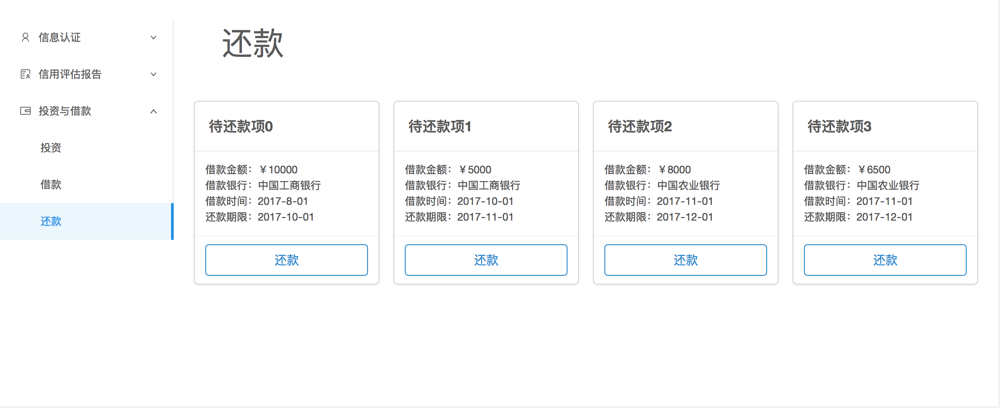 信息认证
信用评估报告
投资与借款
投资
借款
还款
还款
待还款项0
借款金额：￥10000
借款银行：中国工商银行
借款时间：2017-8-01
还款期限：2017-10-01
还款
待还款项1
借款金额：￥5000
借款银行：中国工商银行
借款时间：2017-10-01
还款期限：2017-11-01
还款
待还款项2
借款金额：￥8000
借款银行：中国农业银行
借款时间：2017-11-01
还款期限：2017-12-01
还款
待还款项3
借款金额：￥6500
借款银行：中国农业银行
借款时间：2017-11-01
还款期限：2017-12-01
还款